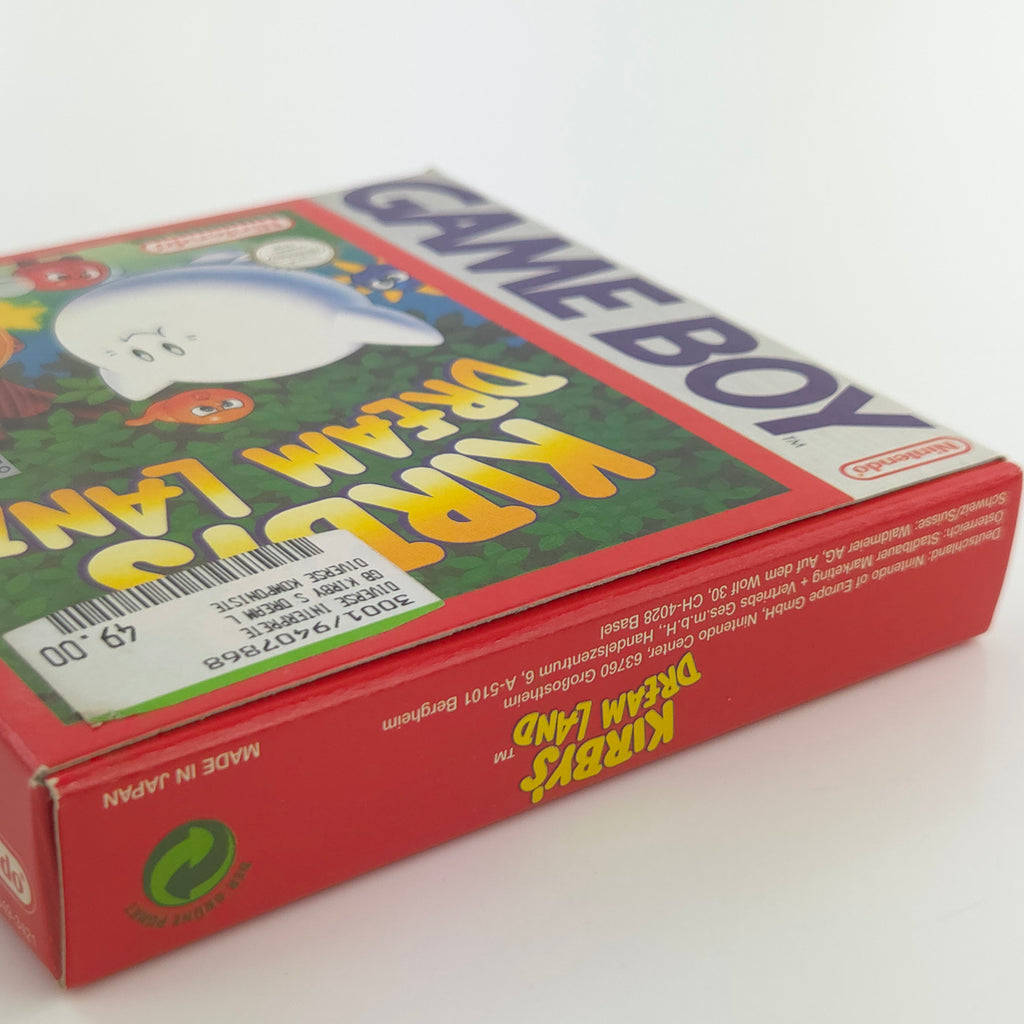 GAME BOY
TM
Nintendo
KIRBY'S
DREAM LAND
3001/9407868
DIVERSE INTERPRETE
GB KIRBY S DREAM L
DIVERSE KOMPONISTE
49.00
Deutschland: Nintendo of Europe GmbH, Nintendo Center, 63760 Großostheim
Österreich: Stadlbauer Marketing + Vertriebs Ges.m.b.H., Handelszentrum 6, A-5101 Bergheim
Schweiz/Suisse: Waldmeier AG, Auf dem Wolf 30, CH-4028 Basel
KIRBY'S
DREAM LAND
TM
MADE IN JAPAN
DER GRÜNE PUNKT